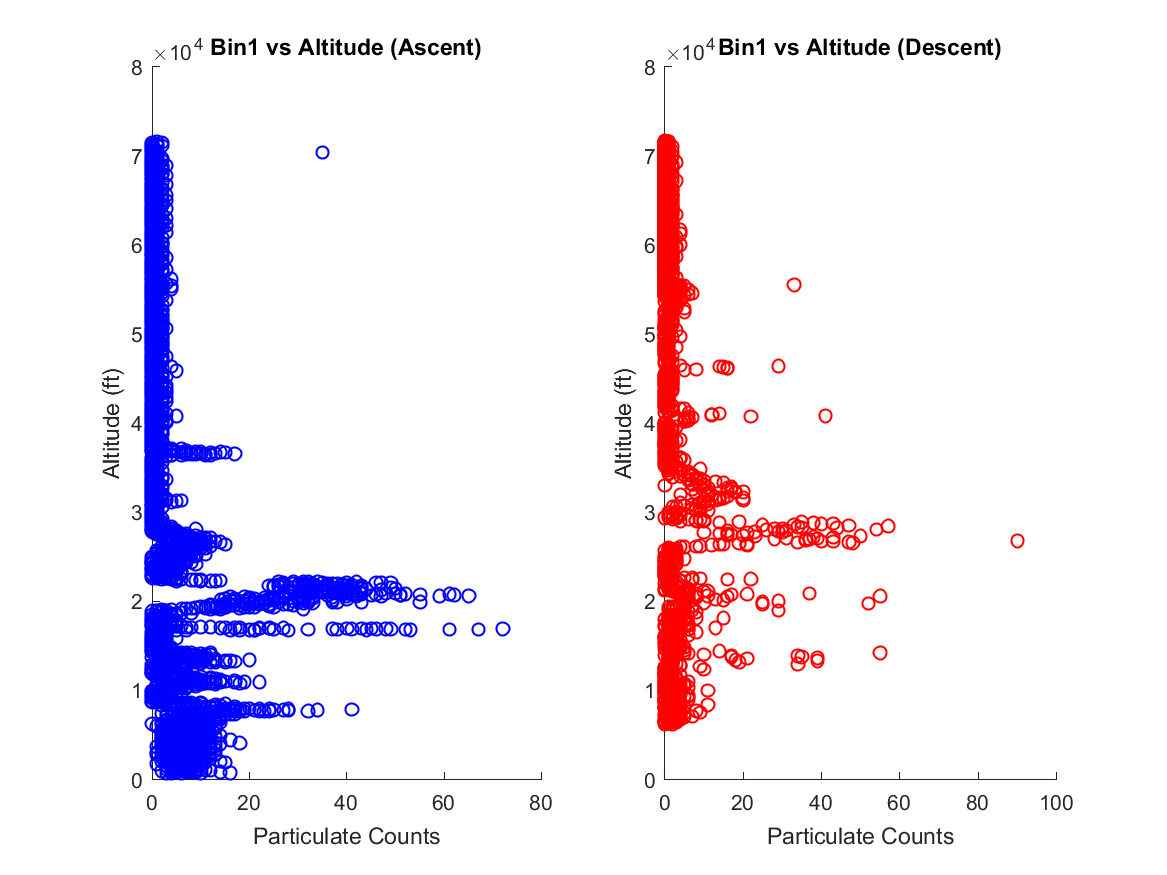 ×10⁴ Bin1 vs Altitude (Ascent)
8
7
6
5
4
3
2
1
0
Altitude (ft)
0 20 40 60 80
Particulate Counts
×10⁴ Bin1 vs Altitude (Descent)
8
7
6
5
4
3
2
1
0
Altitude (ft)
0 20 40 60 80 100
Particulate Counts